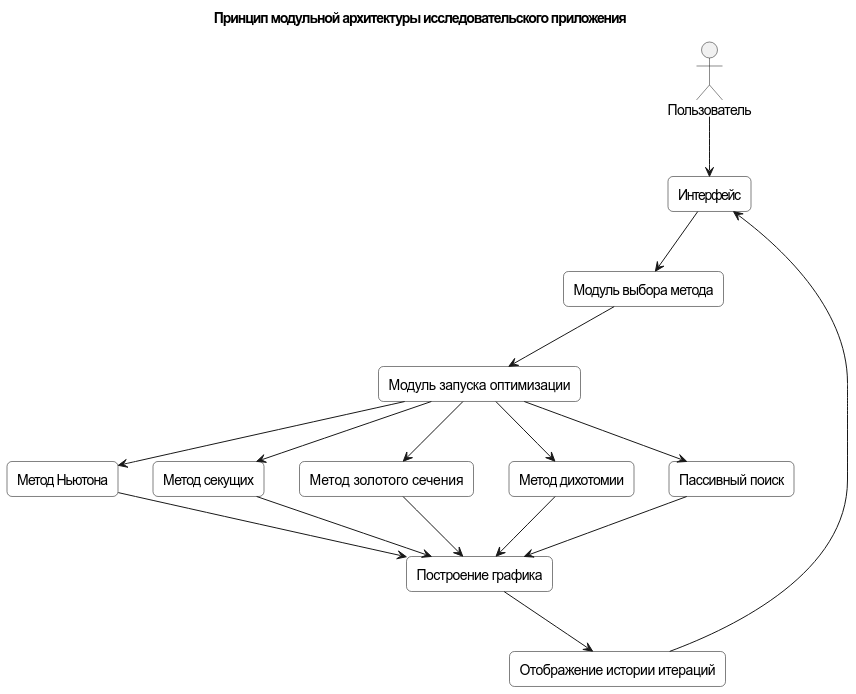 Принцип модульной архитектуры исследовательского приложения
Пользователь
Интерфейс
Модуль выбора метода
Модуль запуска оптимизации
Метод Ньютона
Метод секущих
Метод золотого сечения
Метод дихотомии
Пассивный поиск
Построение графика
Отображение истории итераций